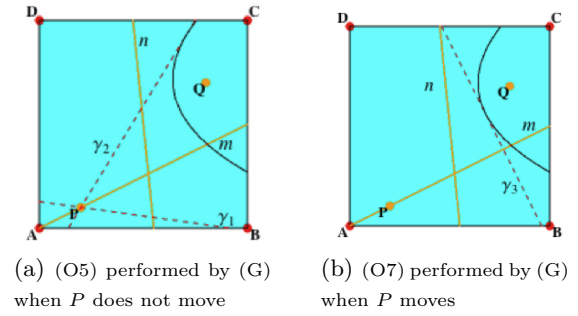 D C
n
Q
γ₂ m
P
γ₁
A B
D C
n
Q
m
P
γ₃
A B
(a) (O5) performed by (G)
when P does not move
(b) (O7) performed by (G)
when P moves